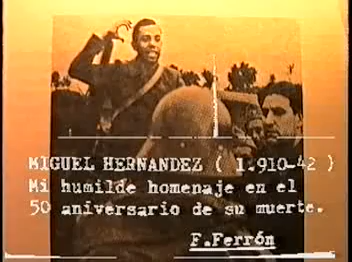 MIGUEL HERNANDEZ ( 1.910-42 )
Mi humilde homenaje en el
50 aniversario de su muerte.
F.Ferrón